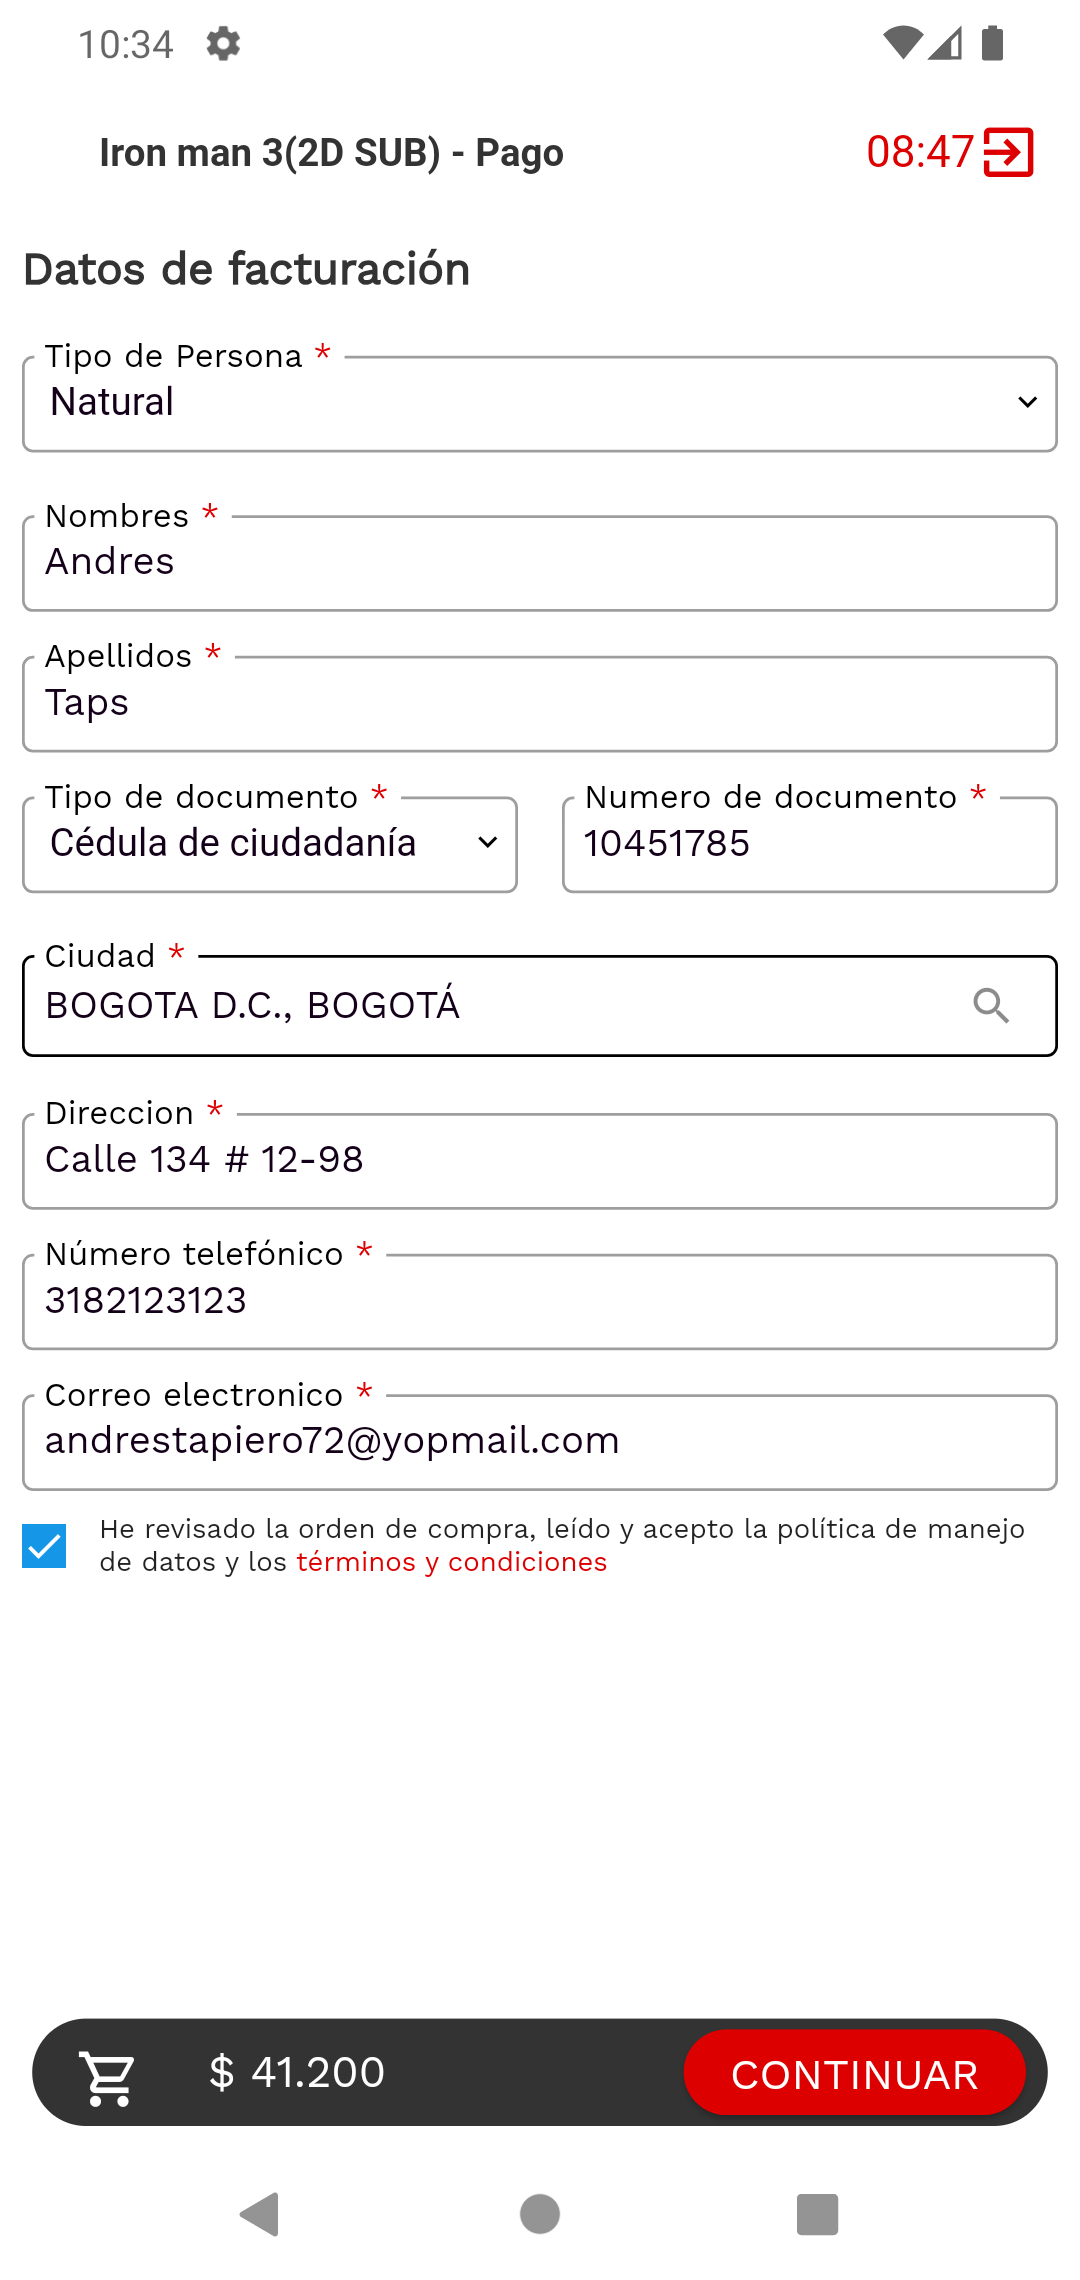 10:34
Iron man 3(2D SUB) - Pago
08:47
Datos de facturación
Tipo de Persona *
Natural
Nombres *
Andres
Apellidos *
Taps
Tipo de documento *
Cédula de ciudadanía
Numero de documento *
10451785
Ciudad *
BOGOTA D.C., BOGOTÁ
Direccion *
Calle 134 # 12-98
Número telefónico *
3182123123
Correo electronico *
andrestapiero72@yopmail.com
He revisado la orden de compra, leído y acepto la política de manejo
de datos y los términos y condiciones
$ 41.200
CONTINUAR